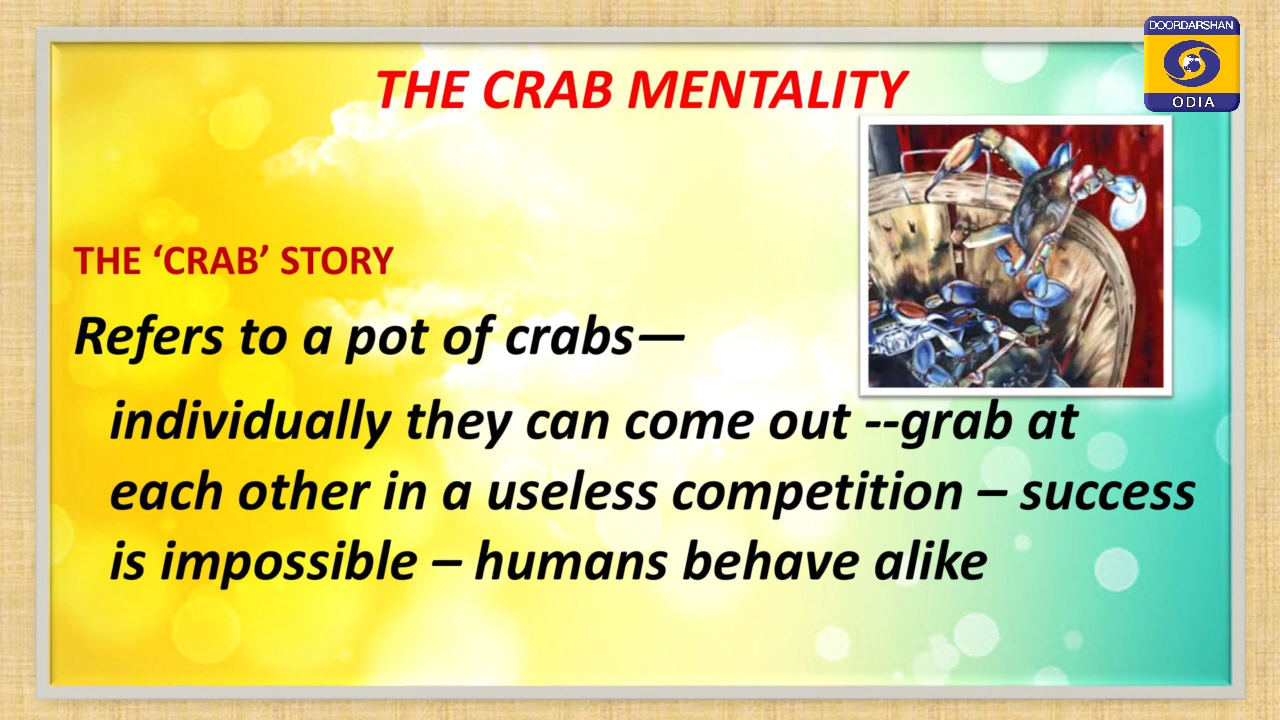 DOORDARSHAN
ODIA
THE CRAB MENTALITY
THE ‘CRAB’ STORY
Refers to a pot of crabs—
individually they can come out --grab at
each other in a useless competition – success
is impossible – humans behave alike